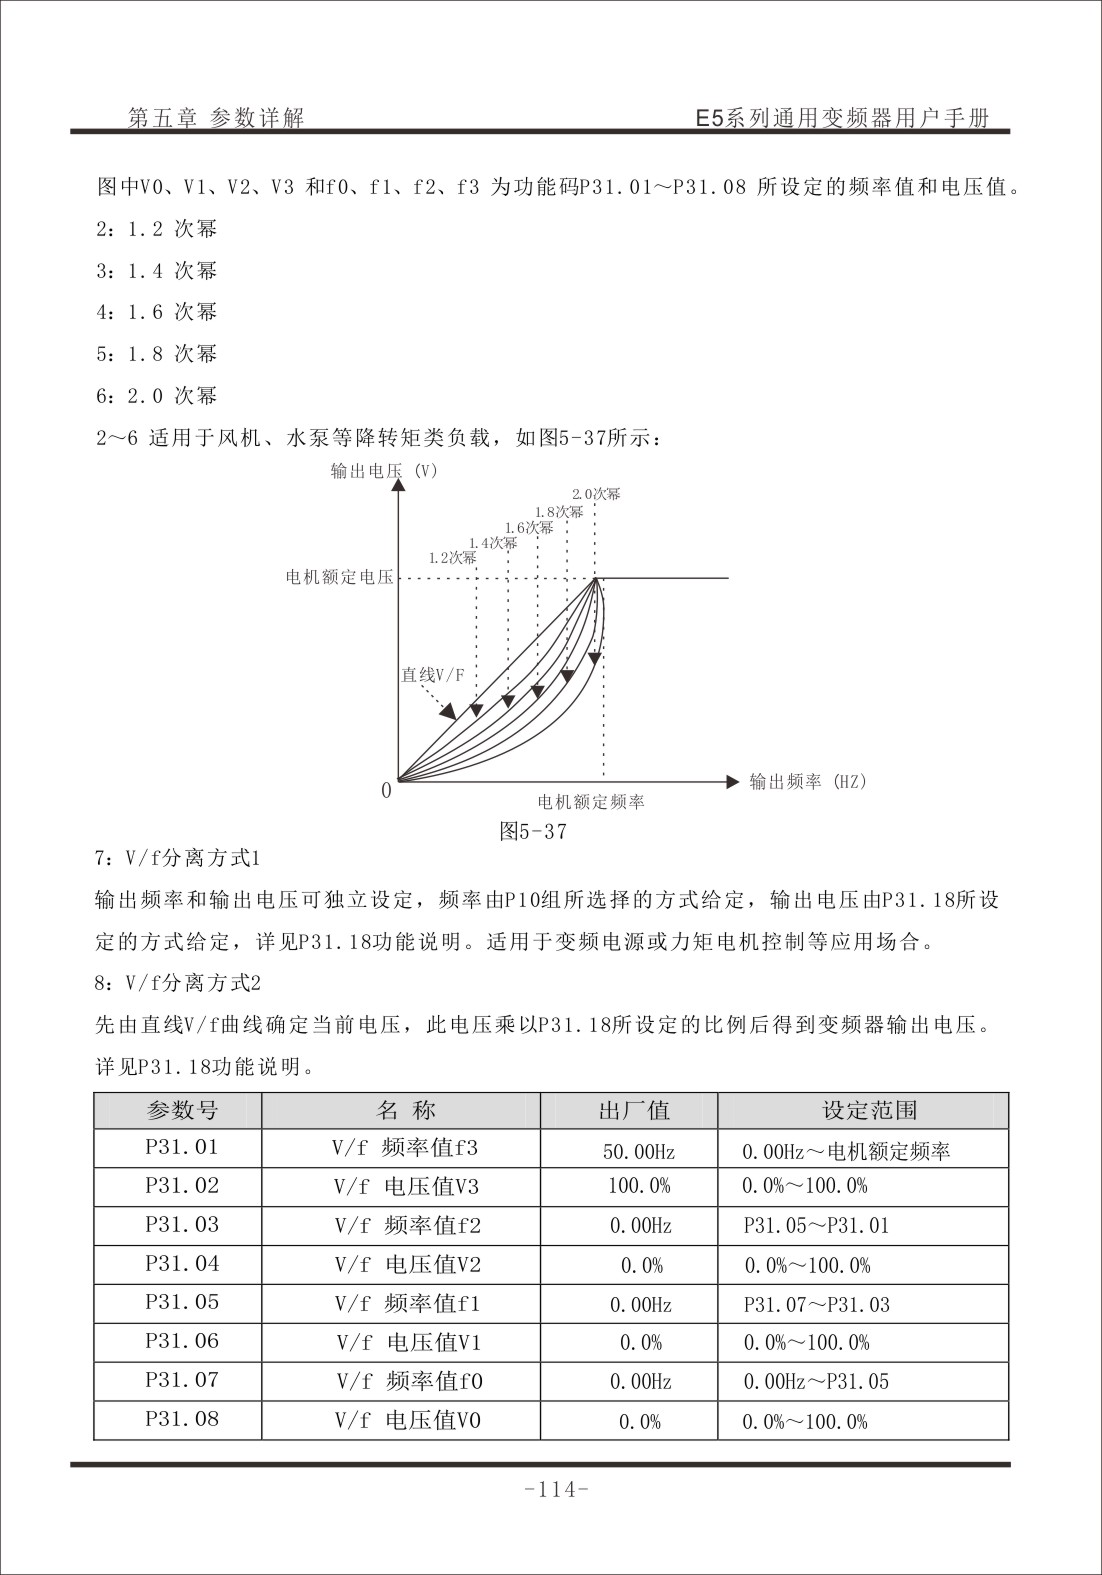 第五章 参数详解 E5系列通用变频器用户手册
图中V0、V1、V2、V3 和f0、f1、f2、f3 为功能码P31.01～P31.08 所设定的频率值和电压值。
2：1.2 次幂
3：1.4 次幂
4：1.6 次幂
5：1.8 次幂
6：2.0 次幂
2～6 适用于风机、水泵等降转矩类负载，如图5-37所示：
输出电压 (V)
2.0次幂
1.8次幂
1.6次幂
1.4次幂
1.2次幂
电机额定电压
直线V/F
0
输出频率 (HZ)
电机额定频率
图5-37
7：V/f分离方式1
输出频率和输出电压可独立设定，频率由P10组所选择的方式给定，输出电压由P31.18所设
定的方式给定，详见P31.18功能说明。适用于变频电源或力矩电机控制等应用场合。
8：V/f分离方式2
先由直线V/f曲线确定当前电压，此电压乘以P31.18所设定的比例后得到变频器输出电压。
详见P31.18功能说明。
参数号 名 称 出厂值 设定范围
P31.01 V/f 频率值f3 50.00Hz 0.00Hz～电机额定频率
P31.02 V/f 电压值V3 100.0% 0.0%～100.0%
P31.03 V/f 频率值f2 0.00Hz P31.05～P31.01
P31.04 V/f 电压值V2 0.0% 0.0%～100.0%
P31.05 V/f 频率值f1 0.00Hz P31.07～P31.03
P31.06 V/f 电压值V1 0.0% 0.0%～100.0%
P31.07 V/f 频率值f0 0.00Hz 0.00Hz～P31.05
P31.08 V/f 电压值V0 0.0% 0.0%～100.0%
-114-